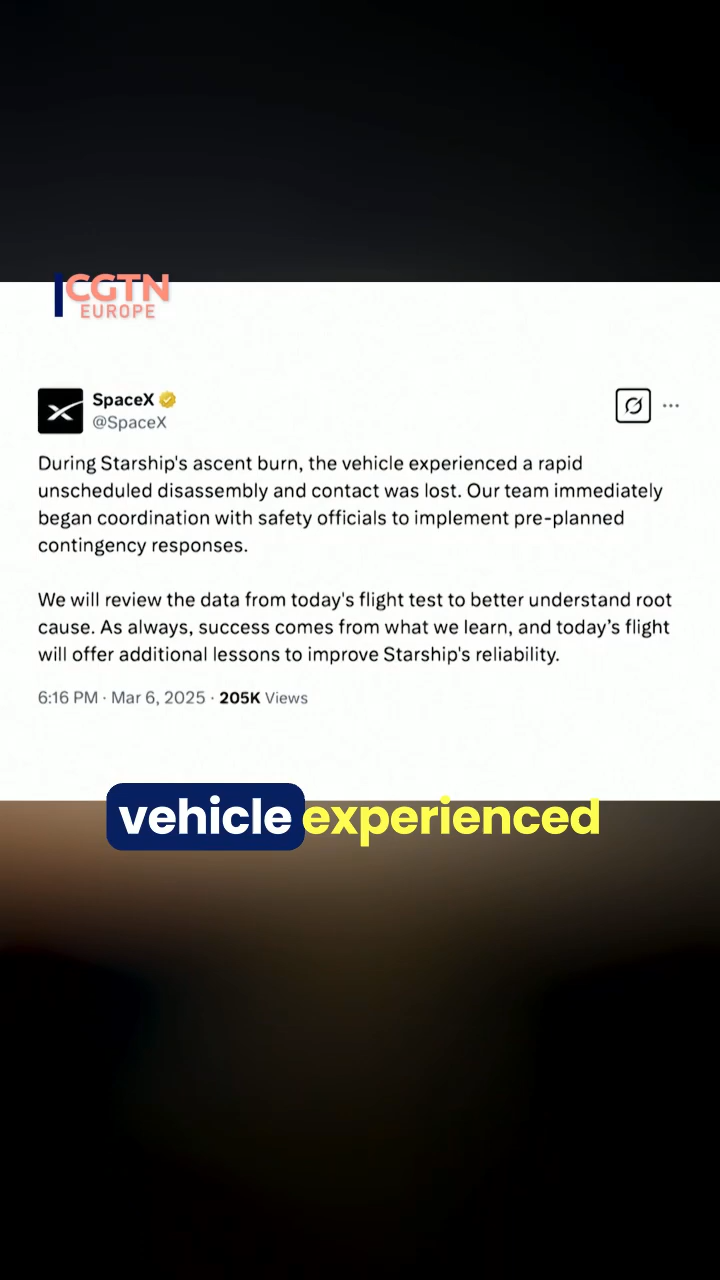 CGTN
EUROPE
SpaceX
@SpaceX
During Starship's ascent burn, the vehicle experienced a rapid
unscheduled disassembly and contact was lost. Our team immediately
began coordination with safety officials to implement pre-planned
contingency responses.
We will review the data from today's flight test to better understand root
cause. As always, success comes from what we learn, and today’s flight
will offer additional lessons to improve Starship's reliability.
6:16 PM · Mar 6, 2025 · 205K Views
vehicle experienced